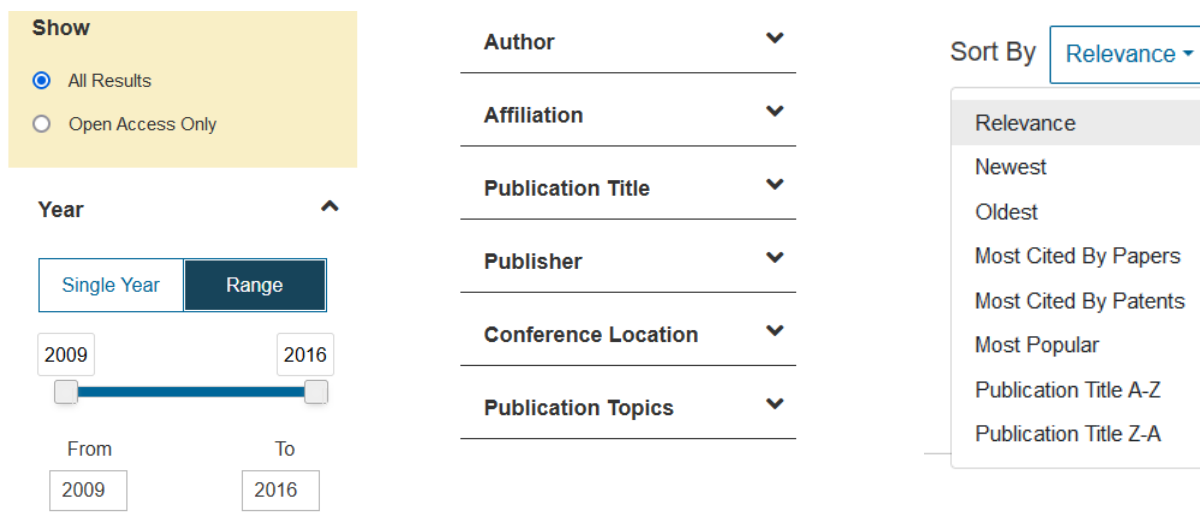 Show
All Results
Open Access Only
Year
Single Year
Range
2009
2016
From
To
2009
2016
Author
Affiliation
Publication Title
Publisher
Conference Location
Publication Topics
Sort By
Relevance
Relevance
Newest
Oldest
Most Cited By Papers
Most Cited By Patents
Most Popular
Publication Title A-Z
Publication Title Z-A